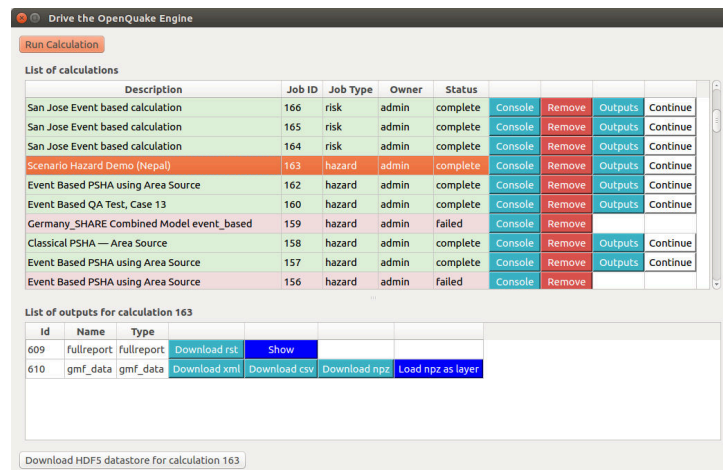 Drive the OpenQuake Engine
Run Calculation
List of calculations
Description Job ID Job Type Owner Status
San Jose Event based calculation 166 risk admin complete Console Remove Outputs Continue
San Jose Event based calculation 165 risk admin complete Console Remove Outputs Continue
San Jose Event based calculation 164 risk admin complete Console Remove Outputs Continue
Scenario Hazard Demo (Nepal) 163 hazard admin complete Console Remove Outputs Continue
Event Based PSHA using Area Source 162 hazard admin complete Console Remove Outputs Continue
Event Based QA Test, Case 13 160 hazard admin complete Console Remove Outputs Continue
Germany_SHARE Combined Model event_based 159 hazard admin failed Console Remove
Classical PSHA — Area Source 158 hazard admin complete Console Remove Outputs Continue
Event Based PSHA using Area Source 157 hazard admin complete Console Remove Outputs Continue
Event Based PSHA using Area Source 156 hazard admin failed Console Remove
List of outputs for calculation 163
Id Name Type
609 fullreport fullreport Download rst Show
610 gmf_data gmf_data Download xml Download csv Download npz Load npz as layer
Download HDF5 datastore for calculation 163